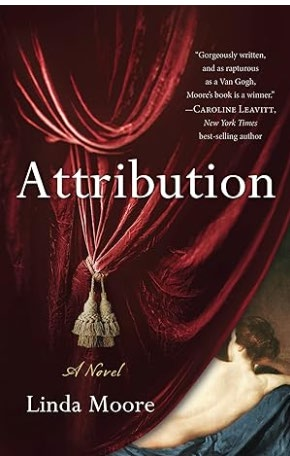 “Gorgeously written,
and as rapturous
as a Van Gogh,
Moore’s book is a winner.”
—CAROLINE LEAVITT,
New York Times
best-selling author
Attribution
A Novel
Linda Moore